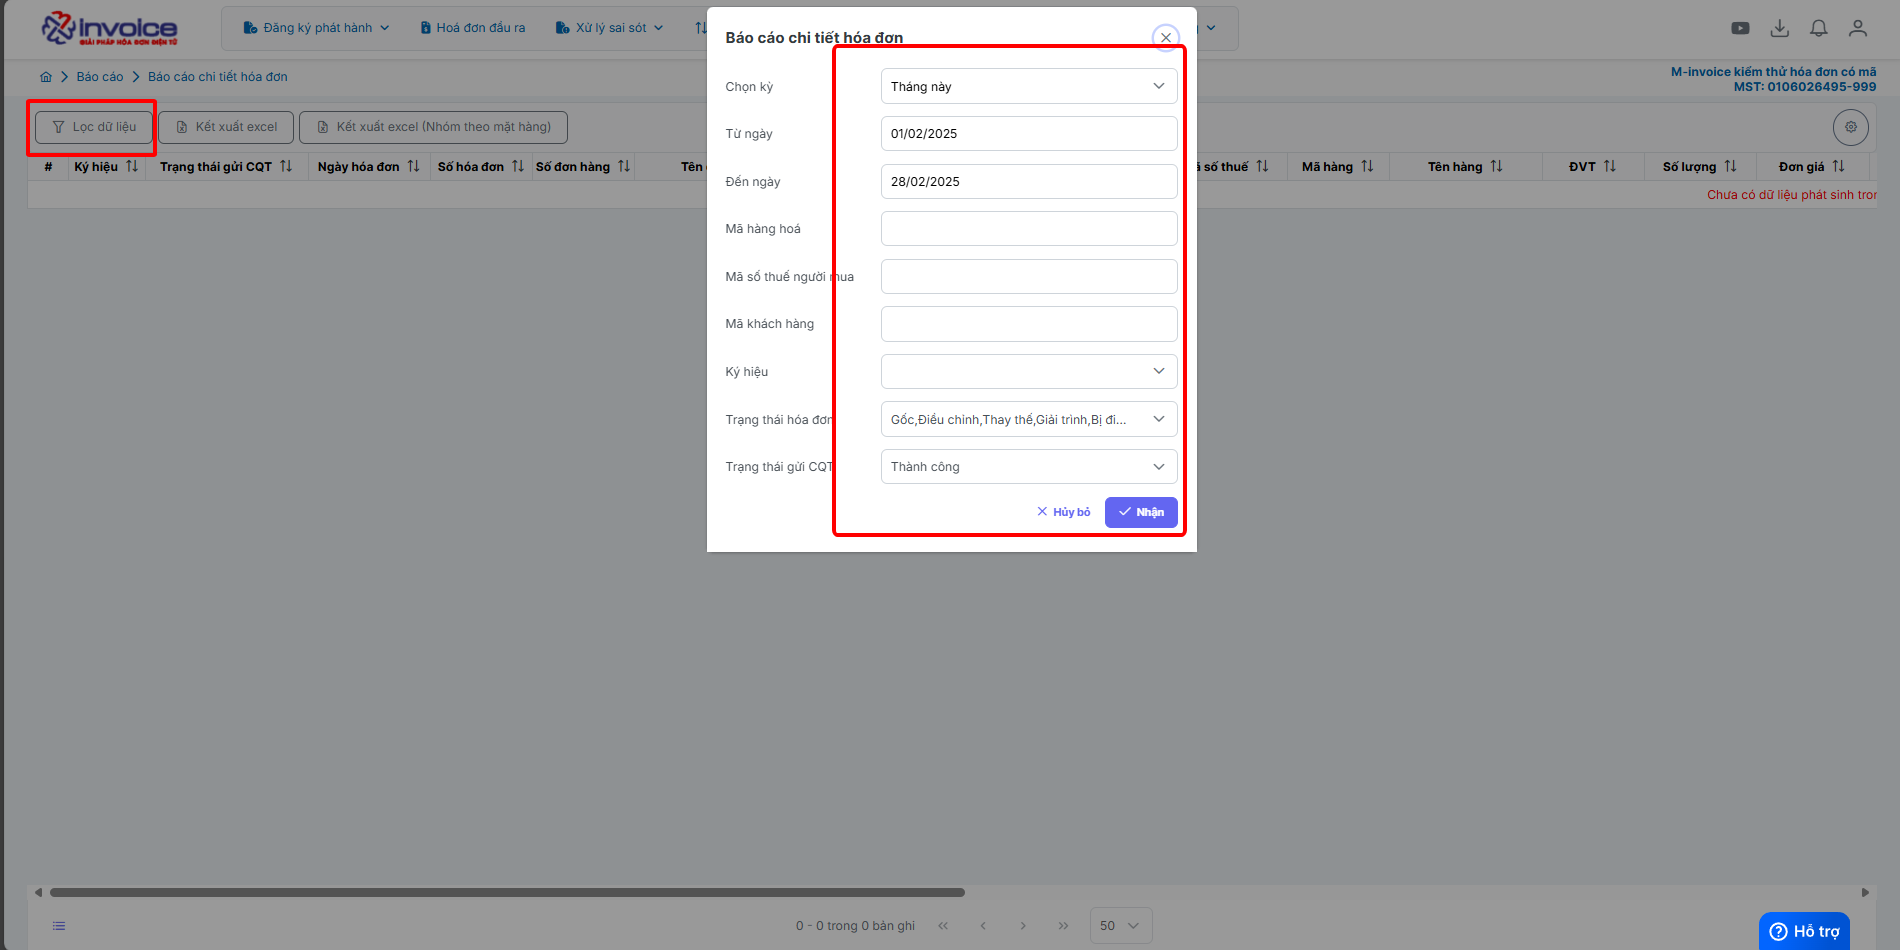 invoice
GIẢI PHÁP HÓA ĐƠN ĐIỆN TỬ
Đăng ký phát hành
Hoá đơn đầu ra
Xử lý sai sót
Báo cáo
Báo cáo chi tiết hóa đơn
M-invoice kiểm thử hóa đơn có mã
MST: 0106026495-999
Lọc dữ liệu
Kết xuất excel
Kết xuất excel (Nhóm theo mặt hàng)
# Ký hiệu Trạng thái gửi CQT Ngày hóa đơn Số hóa đơn Số đơn hàng Tên số thuế Mã hàng Tên hàng ĐVT Số lượng Đơn giá
Chưa có dữ liệu phát sinh
Báo cáo chi tiết hóa đơn
Chọn kỳ Tháng này
Từ ngày 01/02/2025
Đến ngày 28/02/2025
Mã hàng hoá
Mã số thuế người mua
Mã khách hàng
Ký hiệu
Trạng thái hóa đơn Gốc,Điều chỉnh,Thay thế,Giải trình,Bị đi...
Trạng thái gửi CQT Thành công
Hủy bỏ Nhận
0 - 0 trong 0 bản ghi
50
Hỗ trợ